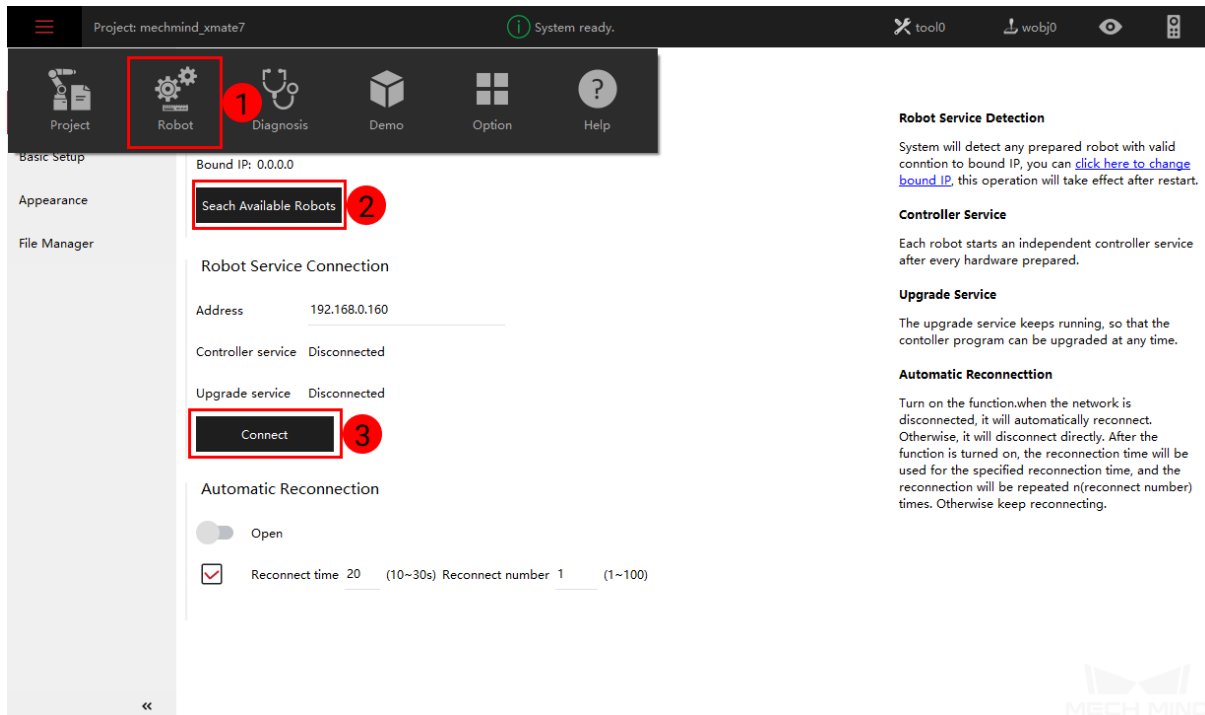 Project: mechmind_xmate7
System ready.
tool0
wobj0
Project
Robot
1
Diagnosis
Demo
Option
Help
Basic Setup
Appearance
File Manager
Bound IP: 0.0.0.0
Seach Available Robots
2
Robot Service Connection
Address 192.168.0.160
Controller service Disconnected
Upgrade service Disconnected
Connect
3
Automatic Reconnection
Open
Reconnect time 20 (10~30s) Reconnect number 1 (1~100)
«
Robot Service Detection
System will detect any prepared robot with valid
conntion to bound IP, you can click here to change
bound IP, this operation will take effect after restart.
Controller Service
Each robot starts an independent controller service
after every hardware prepared.
Upgrade Service
The upgrade service keeps running, so that the
contoller program can be upgraded at any time.
Automatic Reconnecttion
Turn on the function.when the network is
disconnected, it will automatically reconnect.
Otherwise, it will disconnect directly. After the
function is turned on, the reconnection time will be
used for the specified reconnection time, and the
reconnection will be repeated n(reconnect number)
times. Otherwise keep reconnecting.
MECH MIND